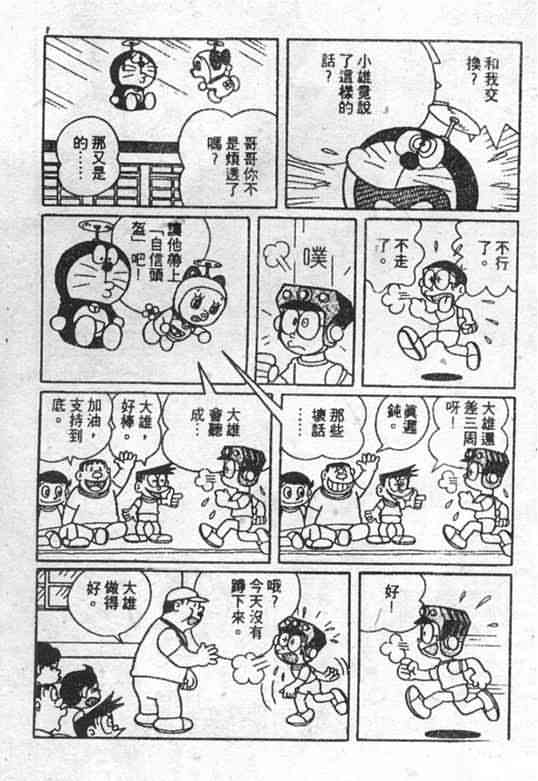 和我交
換？
小雄竟說
了這樣的
話？
哥哥你不
是煩透了
嗎？
那又是
的……
不行
了。
不走
了。
噗
讓他帶上
「自信頭
盔」吧！
大雄還
差三周
呀！
真遲
鈍。
那些
壞話
……
大雄
會聽
成…
大雄，
好棒。
加油，
支持到
底。
好！
哦？
今天沒有
蹲下來。
大雄
做得
好。